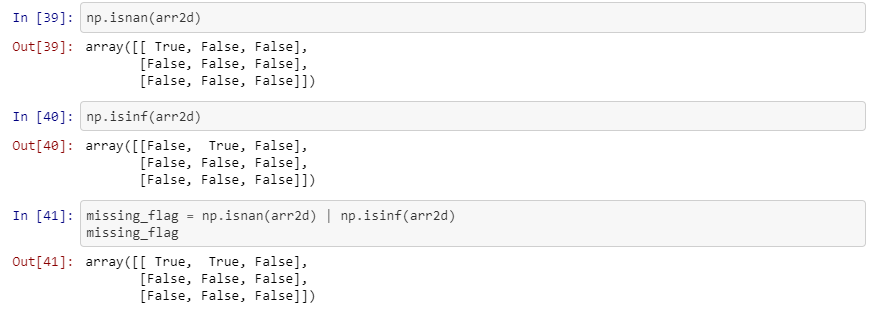 In [39]: np.isnan(arr2d)
Out[39]: array([[ True, False, False],
       [False, False, False],
       [False, False, False]])
In [40]: np.isinf(arr2d)
Out[40]: array([[False,  True, False],
       [False, False, False],
       [False, False, False]])
In [41]: missing_flag = np.isnan(arr2d) | np.isinf(arr2d)
missing_flag
Out[41]: array([[ True,  True, False],
       [False, False, False],
       [False, False, False]])